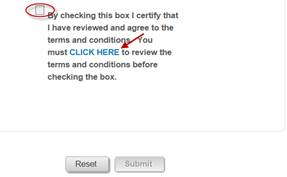 By checking this box I certify that
I have reviewed and agree to the
terms and conditions. You
must CLICK HERE to review the
terms and conditions before
checking the box.
Reset Submit